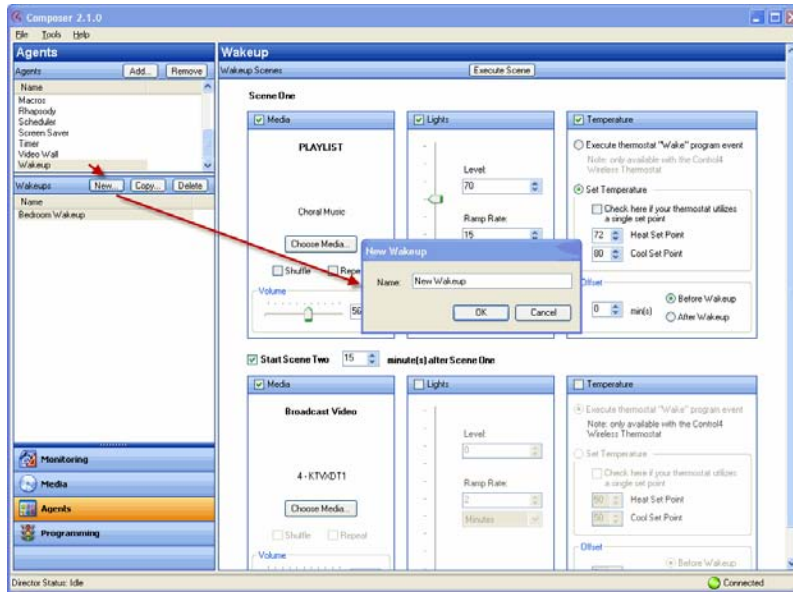 Composer 2.1.0
File Tools Help
Agents
Agents Add... Remove
Name
Macros
Rhapsody
Scheduler
Screen Saver
Timer
Video Wall
Wakeup
Wakeups New... Copy... Delete
Name
Bedroom Wakeup
Monitoring
Media
Agents
Programming
Wakeup
Wakeup Scenes Execute Scene
Scene One
Media
PLAYLIST
Choral Music
Choose Media...
Shuffle Repe
Volume
56
Lights
Level:
70
Ramp Rate:
15
Temperature
Execute thermostat "Wake" program event
Note: only available with the Control4
Wireless Thermostat
Set Temperature
Check here if your thermostat utilizes
a single set point
72 Heat Set Point
80 Cool Set Point
Offset
0 min(s)
Before Wakeup
After Wakeup
New Wakeup
Name: New Wakeup
OK Cancel
Start Scene Two 15 minute(s) after Scene One
Media
Broadcast Video
4 - KTVXDT1
Choose Media...
Shuffle Repeat
Volume
Lights
Level:
0
Ramp Rate:
2
Minutes
Temperature
Execute thermostat "Wake" program event
Note: only available with the Control4
Wireless Thermostat
Set Temperature
Check here if your thermostat utilizes
a single set point
Heat Set Point
Cool Set Point
Offset
Before Wakeup
Director Status: Idle
Connected